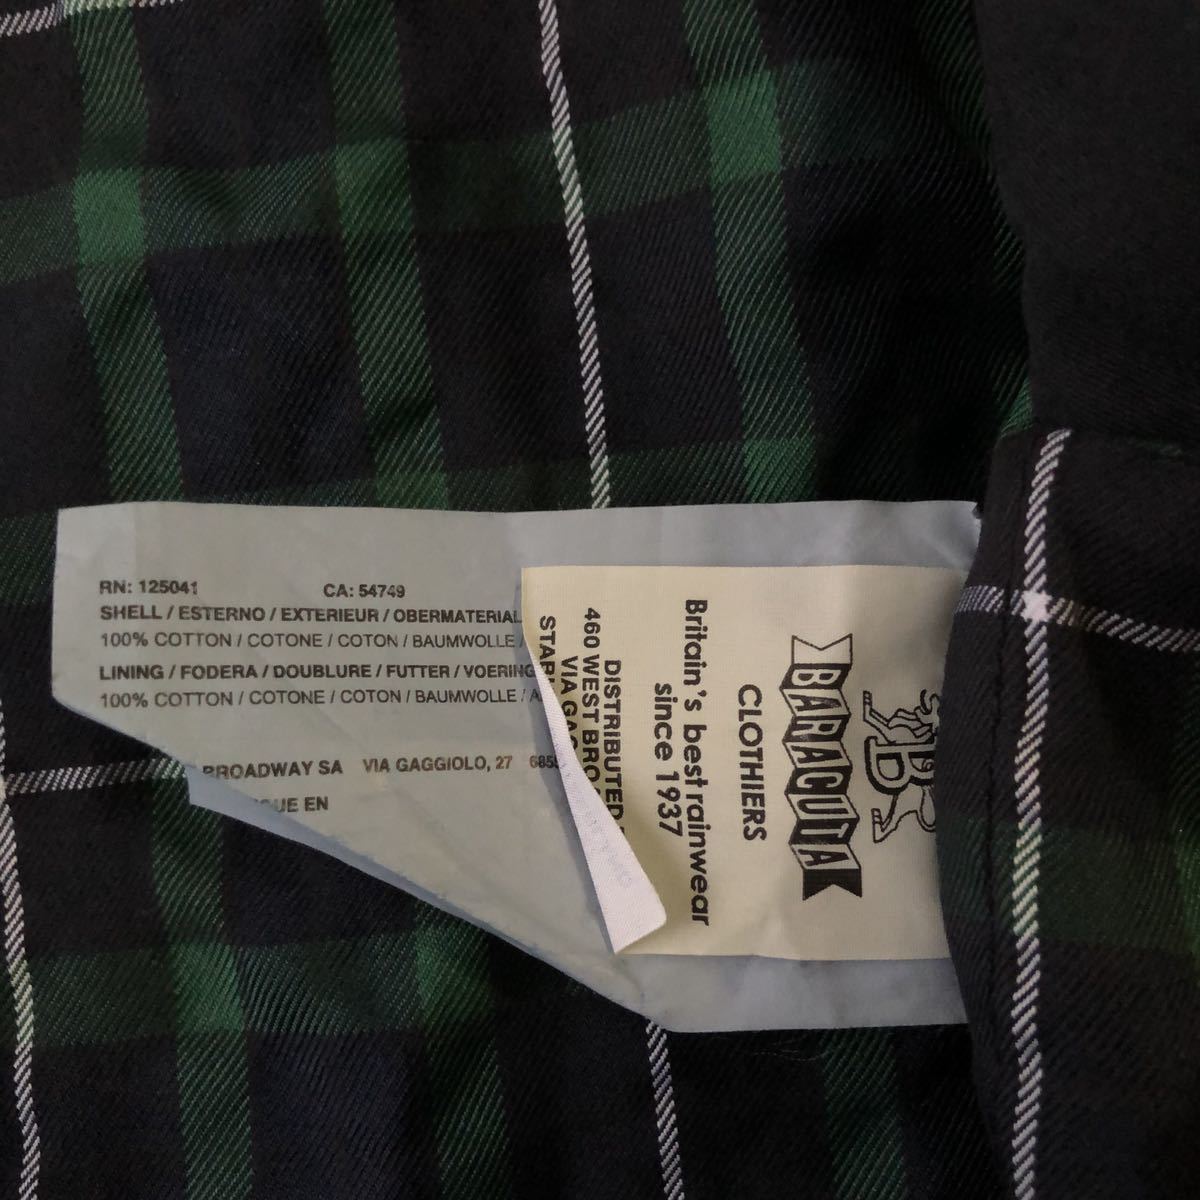 RN: 125041 CA: 54749
SHELL / ESTERNO / EXTERIEUR / OBERMATERIAL
100% COTTON / COTONE / COTON / BAUMWOLLE /
LINING / FODERA / DOUBLURE / FUTTER / VOERING
100% COTTON / COTONE / COTON / BAUMWOLLE /
BROADWAY SA VIA GAGGIOLO, 27
EN
B
BARACUTA
CLOTHIERS
Britain's best rainwear
since 1937
DISTRIBUTED
460 WEST BRO
VIA